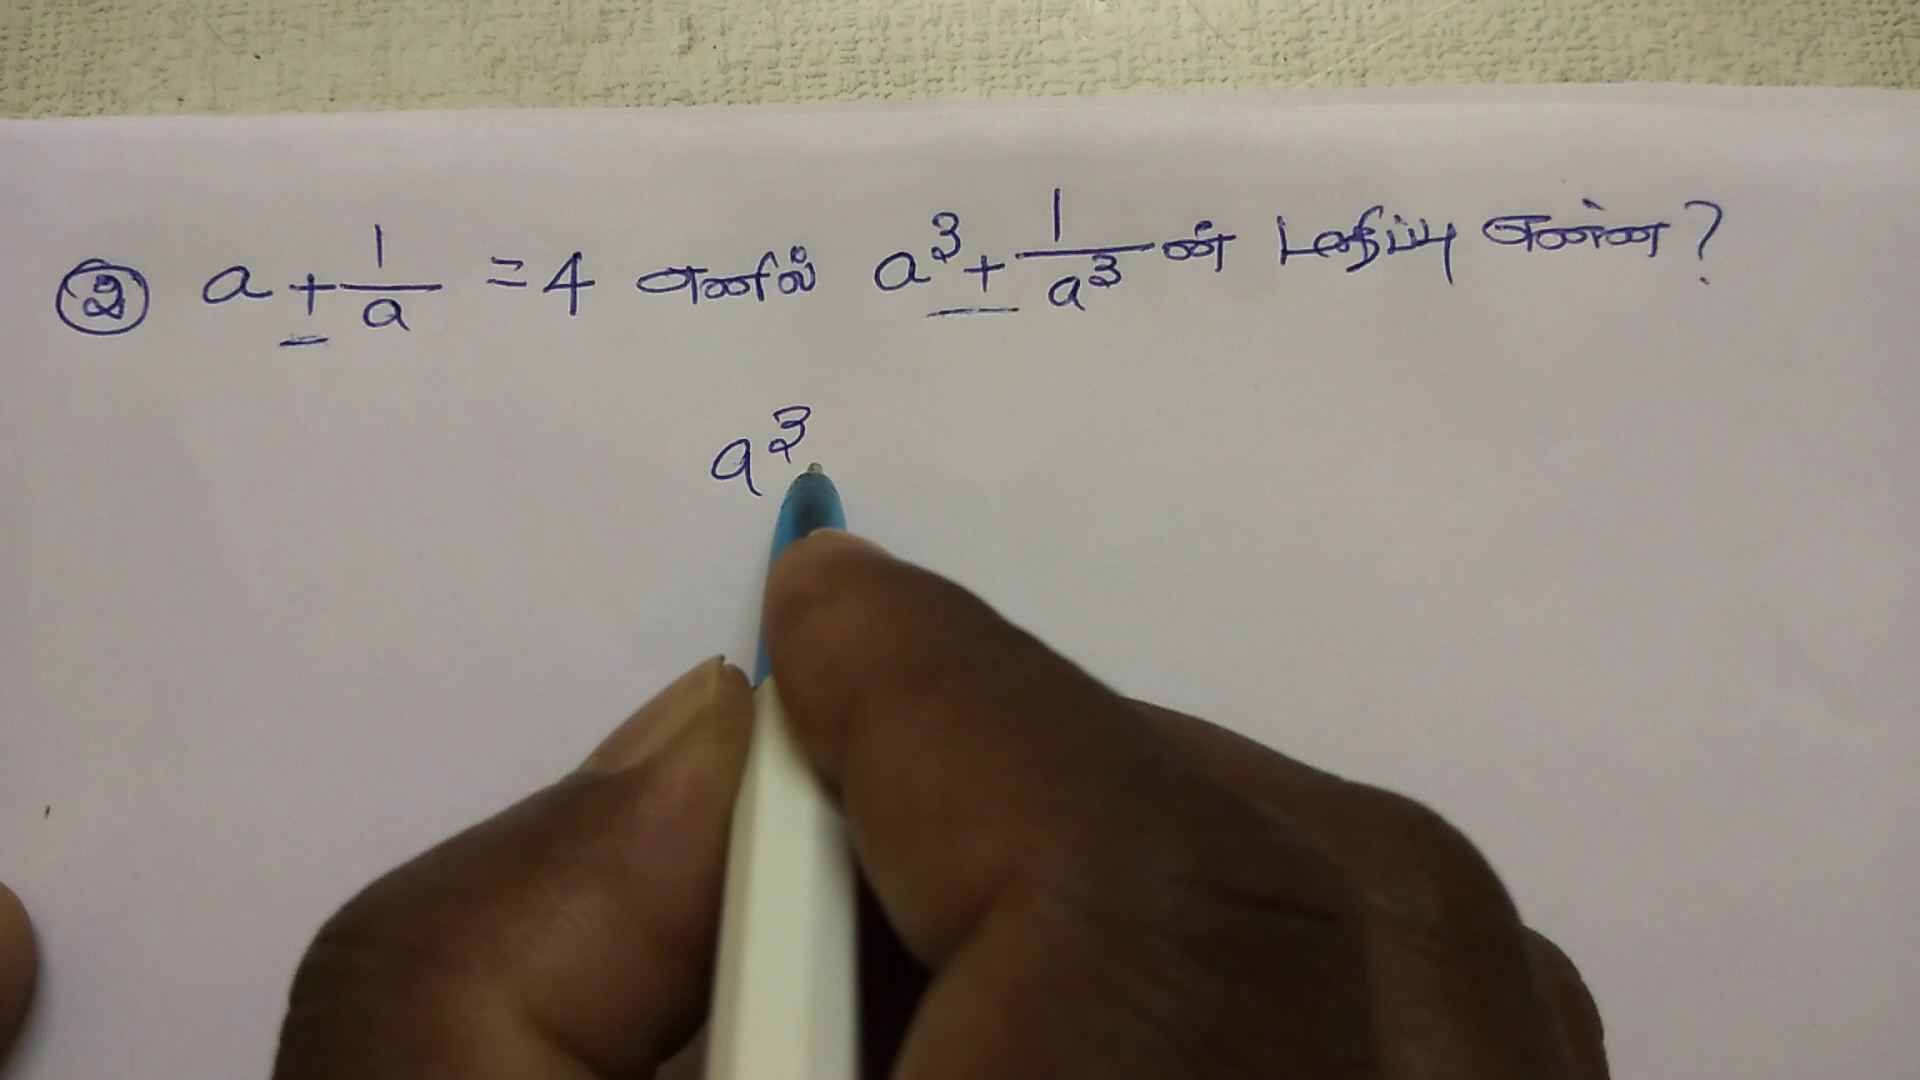 ② a + 1/a = 4 எனில் a³ + 1/a³ ன் மதிப்பு என்ன?
a³